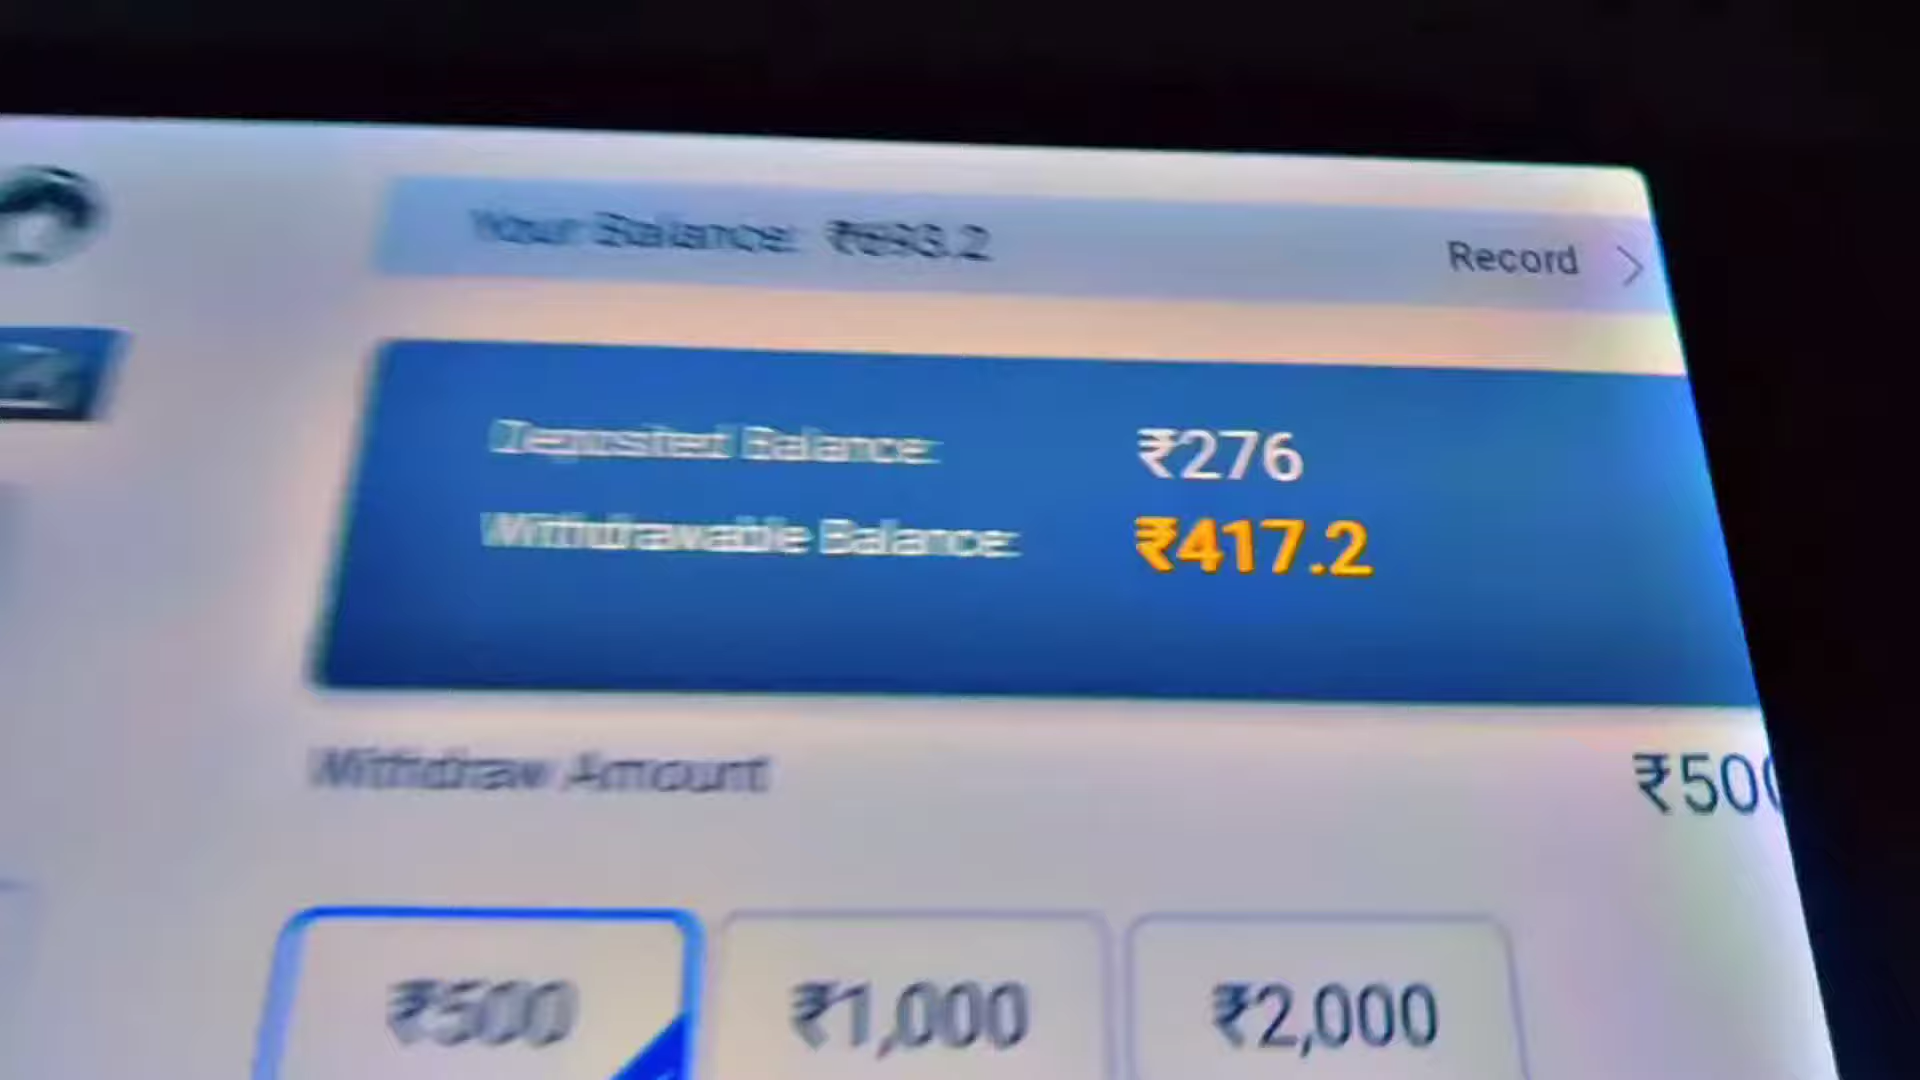 Your Balance: ₹693.2
Record
Deposited Balance: ₹276
Withdrawable Balance: ₹417.2
Withdraw Amount
₹500
₹500
₹1,000
₹2,000